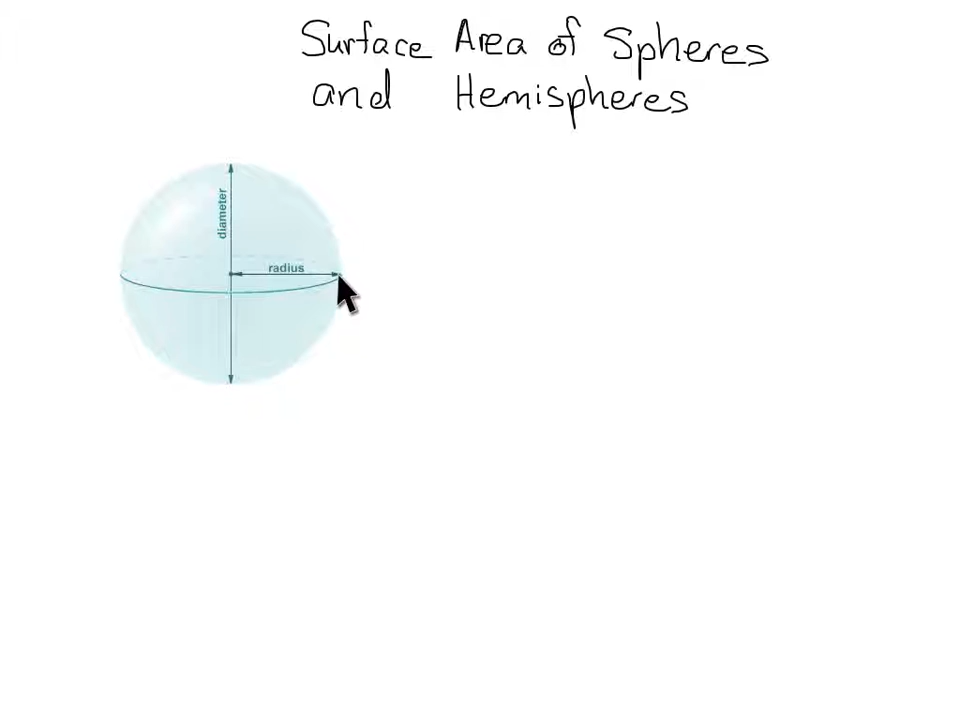 Surface Area of Spheres
and Hemispheres
diameter
radius